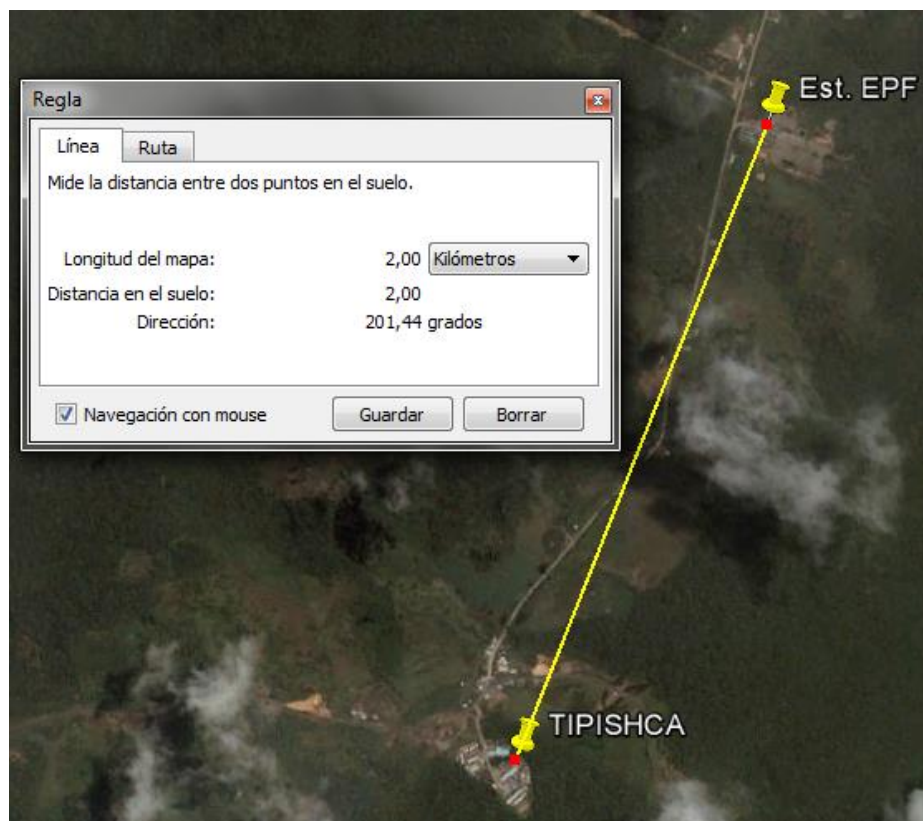 Est. EPF
Regla
Línea Ruta
Mide la distancia entre dos puntos en el suelo.
Longitud del mapa: 2,00 Kilómetros
Distancia en el suelo: 2,00
Dirección: 201,44 grados
Navegación con mouse Guardar Borrar
TIPISHCA